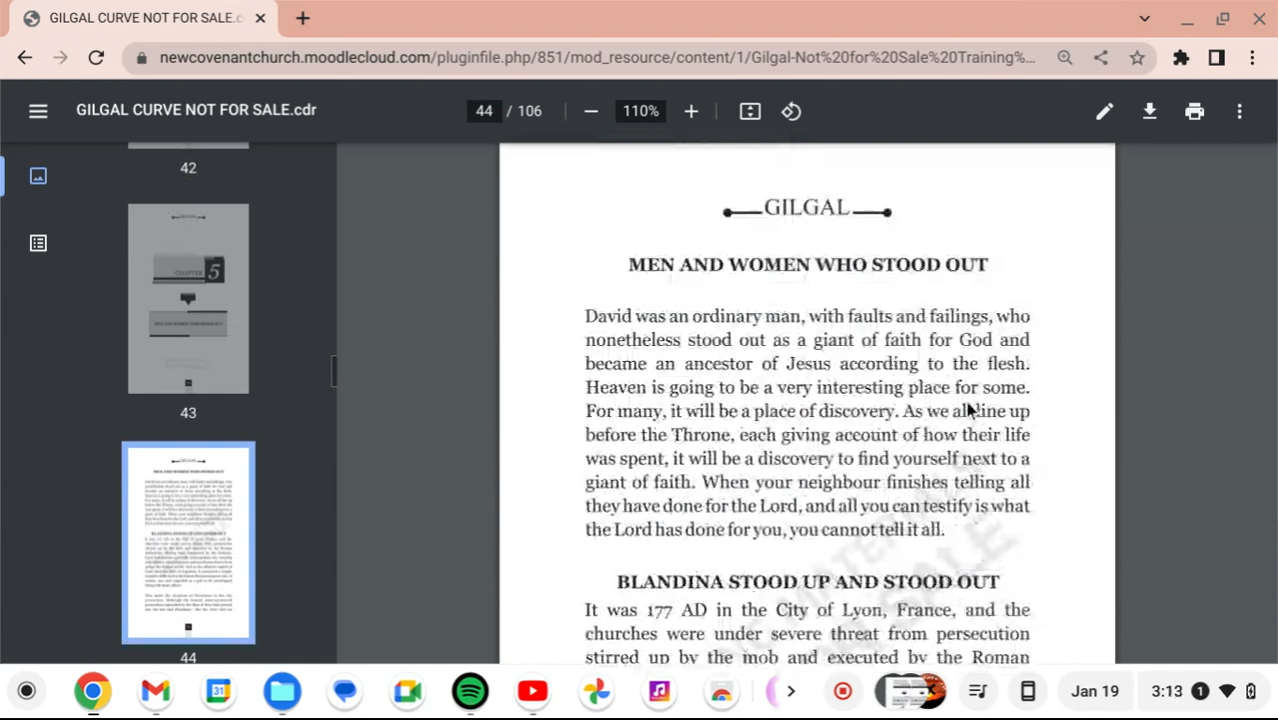 GILGAL CURVE NOT FOR SALE.c
newcovenantchurch.moodlecloud.com/pluginfile.php/851/mod_resource/content/1/Gilgal-Not%20for%20Sale%20Training%...
GILGAL CURVE NOT FOR SALE.cdr
44 / 106
110%
42
CHAPTER 5
43
44
GILGAL
MEN AND WOMEN WHO STOOD OUT
David was an ordinary man, with faults and failings, who
nonetheless stood out as a giant of faith for God and
became an ancestor of Jesus according to the flesh.
Heaven is going to be a very interesting place for some.
For many, it will be a place of discovery. As we all line up
before the Throne, each giving account of how their life
was spent, it will be a discovery to find yourself next to a
giant of faith. When your neighbour finishes telling all
they have done for the Lord, and all you can testify is what
the Lord has done for you, you cannot tell it all.
BLANDINA STOOD UP AND STOOD OUT
It was 177 AD in the City of Lyon, France, and the
churches were under severe threat from persecution
stirred up by the mob and executed by the Roman
Jan 19
3:13
1